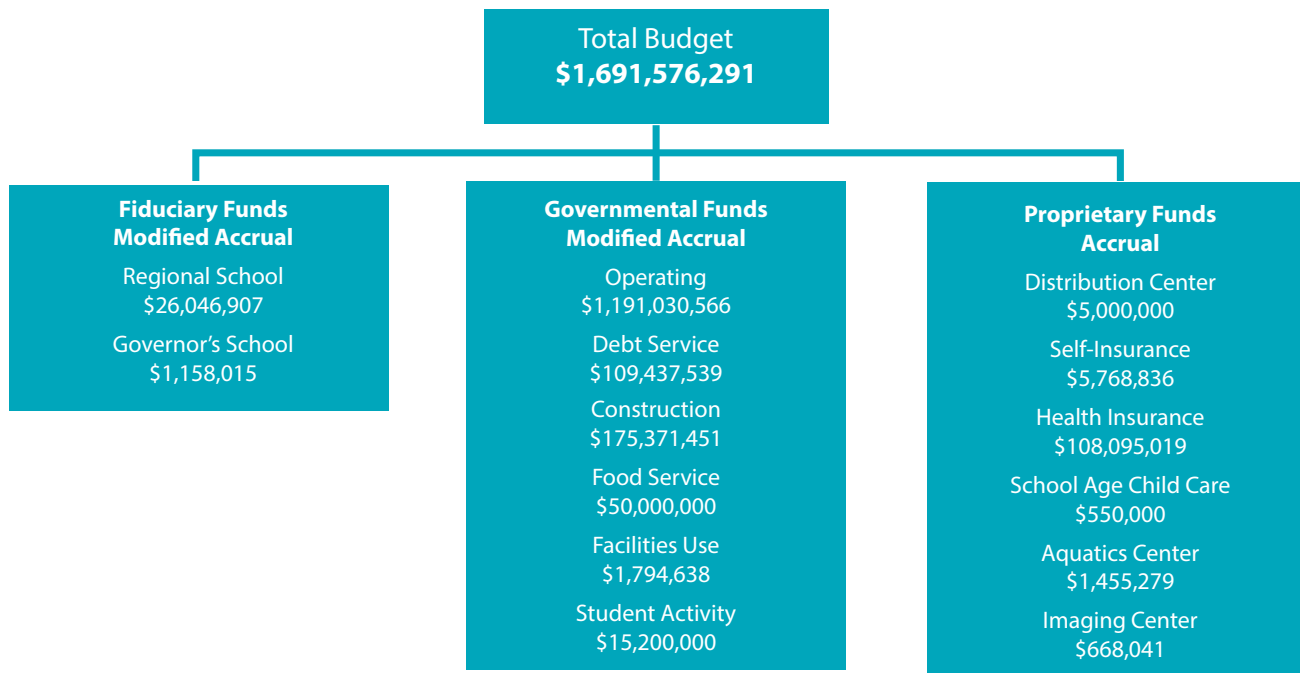 Total Budget
$1,691,576,291
Fiduciary Funds
Modified Accrual
Regional School
$26,046,907
Governor’s School
$1,158,015
Governmental Funds
Modified Accrual
Operating
$1,191,030,566
Debt Service
$109,437,539
Construction
$175,371,451
Food Service
$50,000,000
Facilities Use
$1,794,638
Student Activity
$15,200,000
Proprietary Funds
Accrual
Distribution Center
$5,000,000
Self-Insurance
$5,768,836
Health Insurance
$108,095,019
School Age Child Care
$550,000
Aquatics Center
$1,455,279
Imaging Center
$668,041